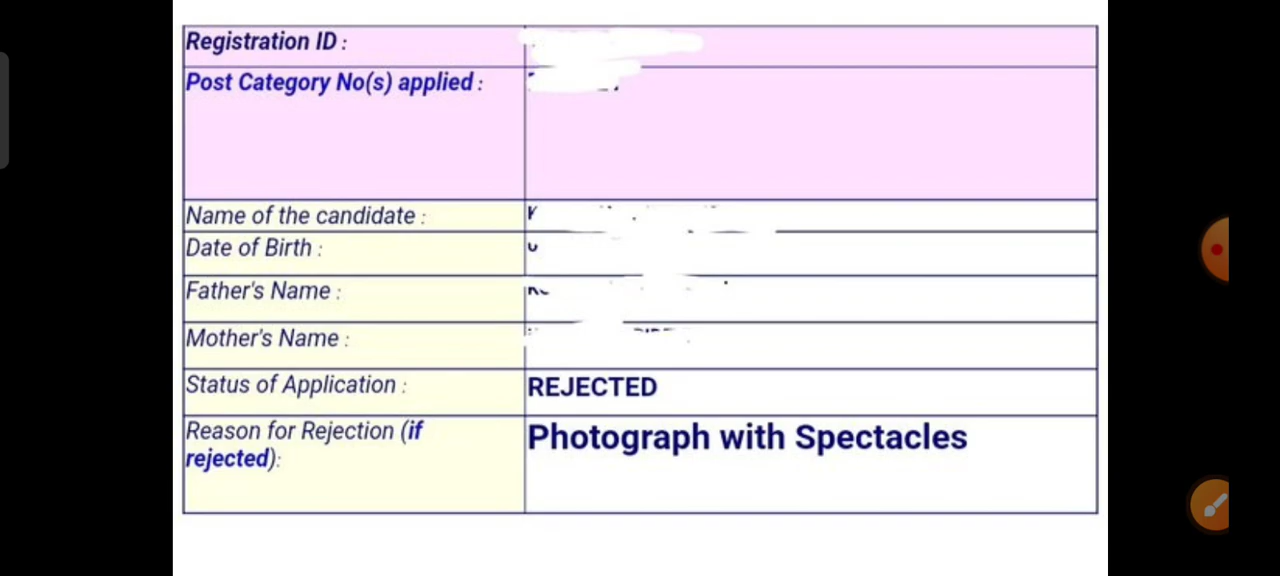 Registration ID :
Post Category No(s) applied :
Name of the candidate :
Date of Birth :
Father's Name :
Mother's Name :
Status of Application : REJECTED
Reason for Rejection (if Photograph with Spectacles
rejected):